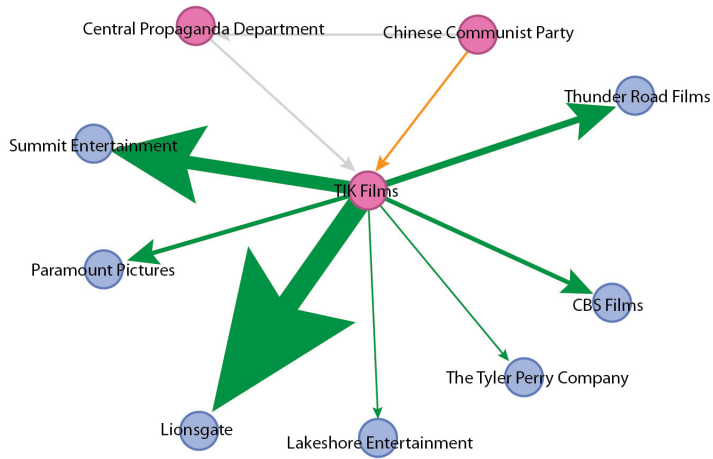 Central Propaganda Department
Chinese Communist Party
Thunder Road Films
Summit Entertainment
TIK Films
Paramount Pictures
CBS Films
The Tyler Perry Company
Lionsgate
Lakeshore Entertainment